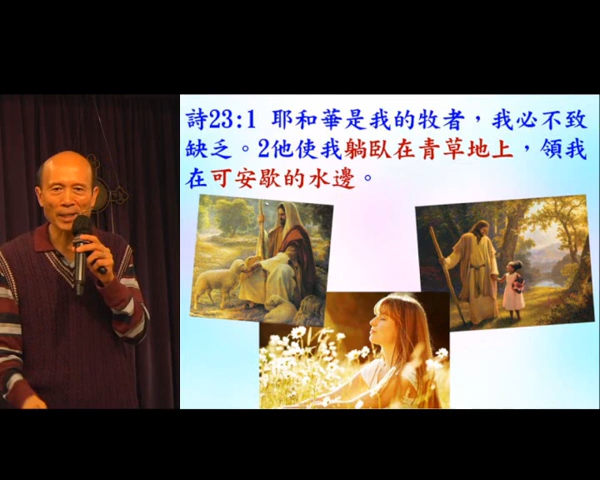 詩23:1 耶和華是我的牧者，我必不致
缺乏。2他使我躺臥在青草地上，領我
在可安歇的水邊。